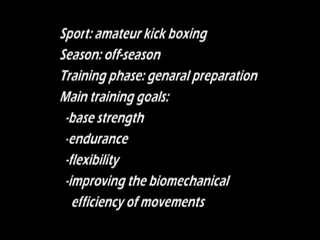 Sport: amateur kick boxing
Season: off-season
Training phase: genaral preparation
Main training goals:
-base strength
-endurance
-flexibility
-improving the biomechanical
efficiency of movements